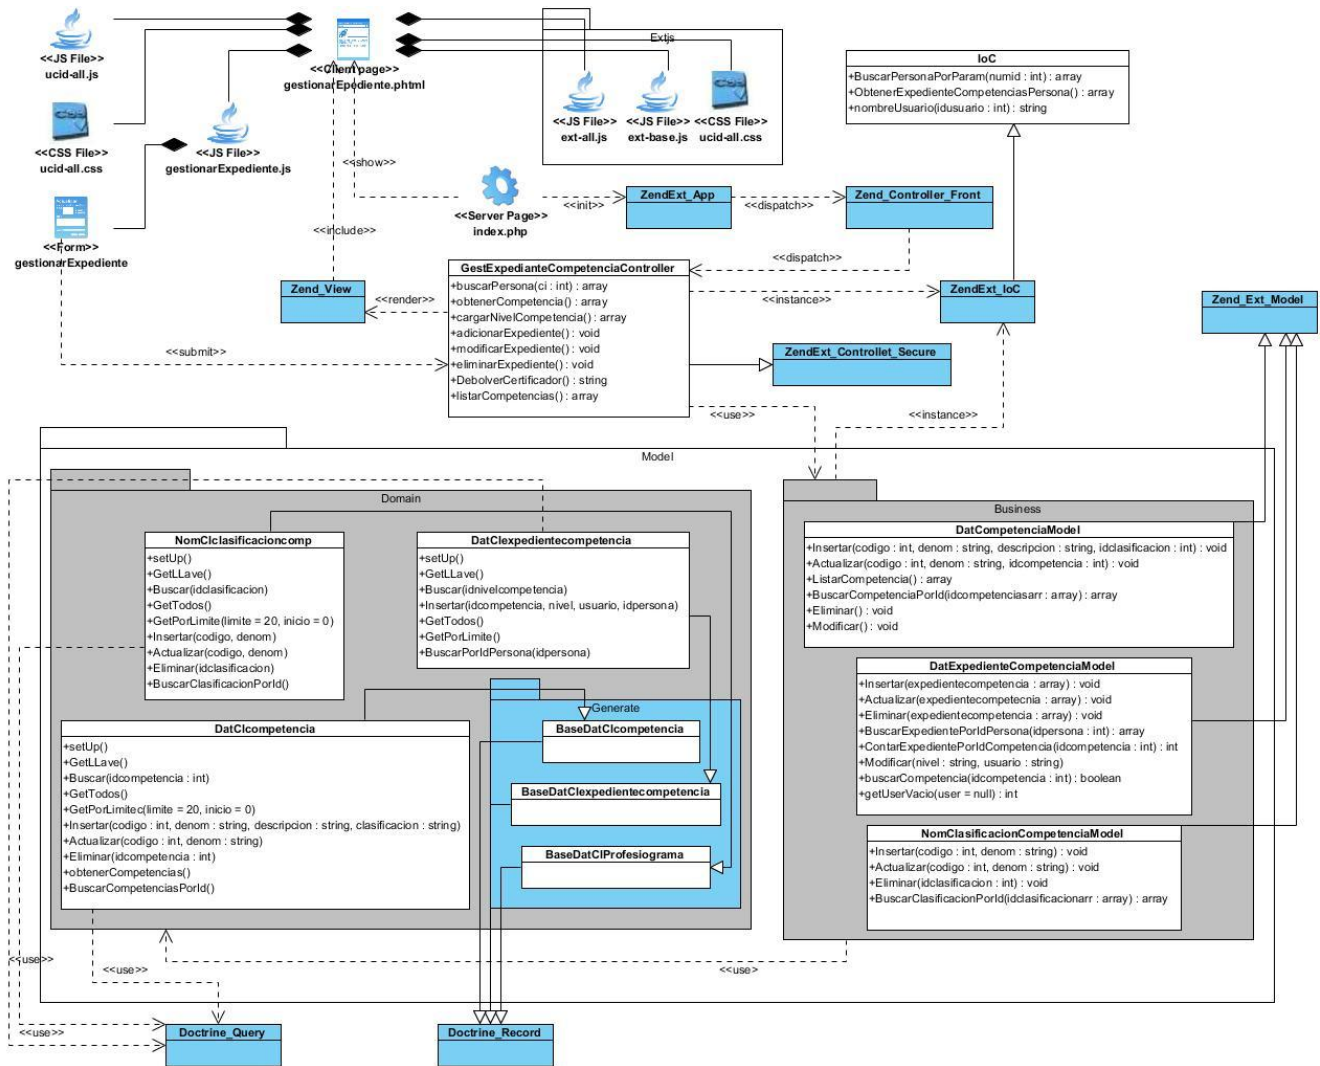 <<JS File>>
ucid-all.js
<<Client page>>
gestionarEpediente.phtml
Extjs
<<JS File>>
ext-all.js
<<JS File>>
ext-base.js
<<CSS File>>
ucid-all.css
IoC
+BuscarPersonaPorParam(numid : int) : array
+ObtenerExpedienteCompetenciasPersona() : array
+nombreUsuario(idusuario : int) : string
<<CSS File>>
ucid-all.css
<<JS File>>
gestionarExpediente.js
<<show>>
<<Server Page>>
index.php
<<init>>
ZendExt_App
<<dispatch>>
Zend_Controller_Front
<<Form>>
gestionarExpediente
<<include>>
<<dispatch>>
Zend_View
<<render>>
GestExpedianteCompetenciaController
+buscarPersona(ci : int) : array
+obtenerCompetencia() : array
+cargarNivelCompetencia() : array
+adicionarExpediente() : void
+modificarExpediente() : void
+eliminarExpediente() : void
+DebolverCertificador() : string
+listarCompetencias() : array
<<instance>>
ZendExt_IoC
Zend_Ext_Model
<<submit>>
ZendExt_Controllet_Secure
<<use>>
<<instance>>
Model
Domain
NomClclasificacioncomp
+setUp()
+GetLLave()
+Buscar(idclasificacion)
+GetTodos()
+GetPorLimite(limite = 20, inicio = 0)
+Insertar(codigo, denom)
+Actualizar(codigo, denom)
+Eliminar(idclasificacion)
+BuscarClasificacionPorId()
DatClexpedientecompetencia
+setUp()
+GetLLave()
+Buscar(idnivelcompetencia)
+Insertar(idcompetencia, nivel, usuario, idpersona)
+GetTodos()
+GetPorLimite()
+BuscarPorIdPersona(idpersona)
DatClcompetencia
+setUp()
+GetLLave()
+Buscar(idcompetencia : int)
+GetTodos()
+GetPorLimitec(limite = 20, inicio = 0)
+Insertar(codigo : int, denom : string, descripcion : string, clasificacion : string)
+Actualizar(codigo : int, denom : string)
+Eliminar(idcompetencia : int)
+obtenerCompetencias()
+BuscarCompetenciasPorId()
Generate
BaseDatClcompetencia
BaseDatClexpedientecompetencia
BaseDatClProfesiograma
Business
DatCompetenciaModel
+Insertar(codigo : int, denom : string, descripcion : string, idclasificacion : int) : void
+Actualizar(codigo : int, denom : string, idcompetencia : int) : void
+ListarCompetencia() : array
+BuscarCompetenciaPorId(idcompetenciasarr : array) : array
+Eliminar() : void
+Modificar() : void
DatExpedienteCompetenciaModel
+Insertar(expedientecompetencia : array) : void
+Actualizar(expedientecompetecnia : array) : void
+Eliminar(expedientecompetencia : array) : void
+BuscarExpedientePorIdPersona(idpersona : int) : array
+ContarExpedientePorIdCompetencia(idcompetencia : int) : int
+Modificar(nivel : string, usuario : string)
+buscarCompetencia(idcompetencia : int) : boolean
+getUserVacio(user = null) : int
NomClasificacionCompetenciaModel
+Insertar(codigo : int, denom : string) : void
+Actualizar(codigo : int, denom : string) : void
+Eliminar(idclasificacion : int) : void
+BuscarClasificacionPorId(idclasificacionarr : array) : array
<<use>>
<<use>>
<<use>
<<use>>
Doctrine_Query
Doctrine_Record